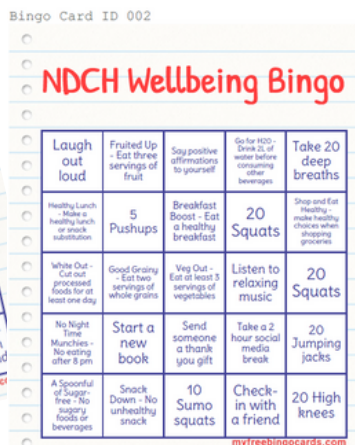 Bingo Card ID 002
NDCH Wellbeing Bingo
Laugh
out
loud
Fruited Up
- Eat three
servings of
fruit
Say positive
affirmations
to yourself
Go for H2O -
Drink 2L of
water before
consuming
other
beverages
Take 20
deep
breaths
Healthy Lunch
- Make a
healthy lunch
or snack
substitution
5
Pushups
Breakfast
Boost - Eat
a healthy
breakfast
20
Squats
Shop and Eat
Healthy -
make healthy
choices when
shopping
groceries
White Out -
Cut out
processed
foods for at
least one day
Good Grainy
- Eat two
servings of
whole grains
Veg Out -
Eat at least 3
servings of
vegetables
Listen to
relaxing
music
20
Squats
No Night
Time
Munchies -
No eating
after 8 pm
Start a
new
book
Send
someone
a thank
you gift
Take a 2
hour social
media
break
20
Jumping
jacks
A Spoonful
of Sugar-
free - No
sugary
foods or
beverages
Snack
Down - No
unhealthy
snack
10
Sumo
squats
Check-
in with
a friend
20 High
knees
myfreebingocards.com